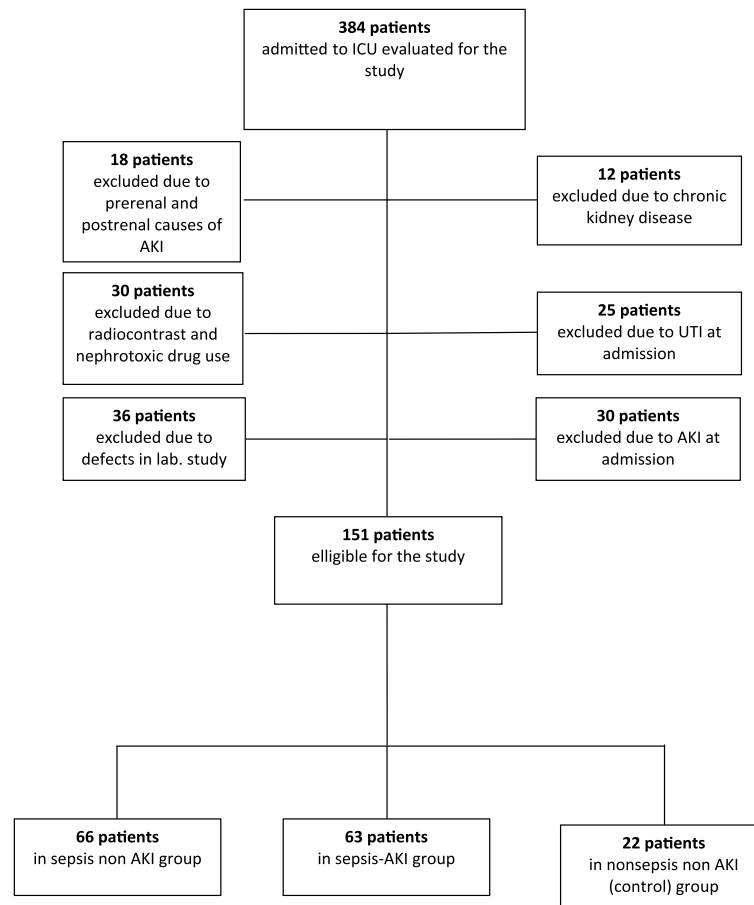 384 patients
admitted to ICU evaluated for the
study
18 patients
excluded due to
prerenal and
postrenal causes of
AKI
12 patients
excluded due to chronic
kidney disease
30 patients
excluded due to
radiocontrast and
nephrotoxic drug use
25 patients
excluded due to UTI at
admission
36 patients
excluded due to
defects in lab. study
30 patients
excluded due to AKI at
admission
151 patients
elligible for the study
66 patients
in sepsis non AKI group
63 patients
in sepsis-AKI group
22 patients
in nonsepsis non AKI
(control) group